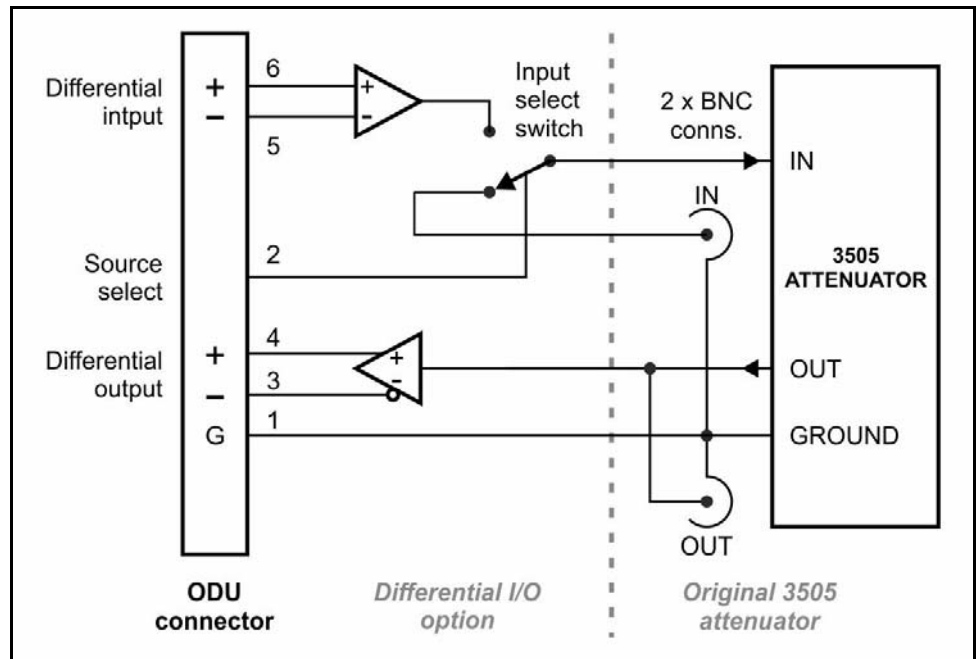 Differential
intput
+
−
6
5
+
-
Input
select
switch
2 x BNC
conns.
IN
IN
3505
ATTENUATOR
Source
select
2
Differential
output
+
−
4
3
+
-
OUT
G
1
GROUND
OUT
ODU
connector
Differential I/O
option
Original 3505
attenuator